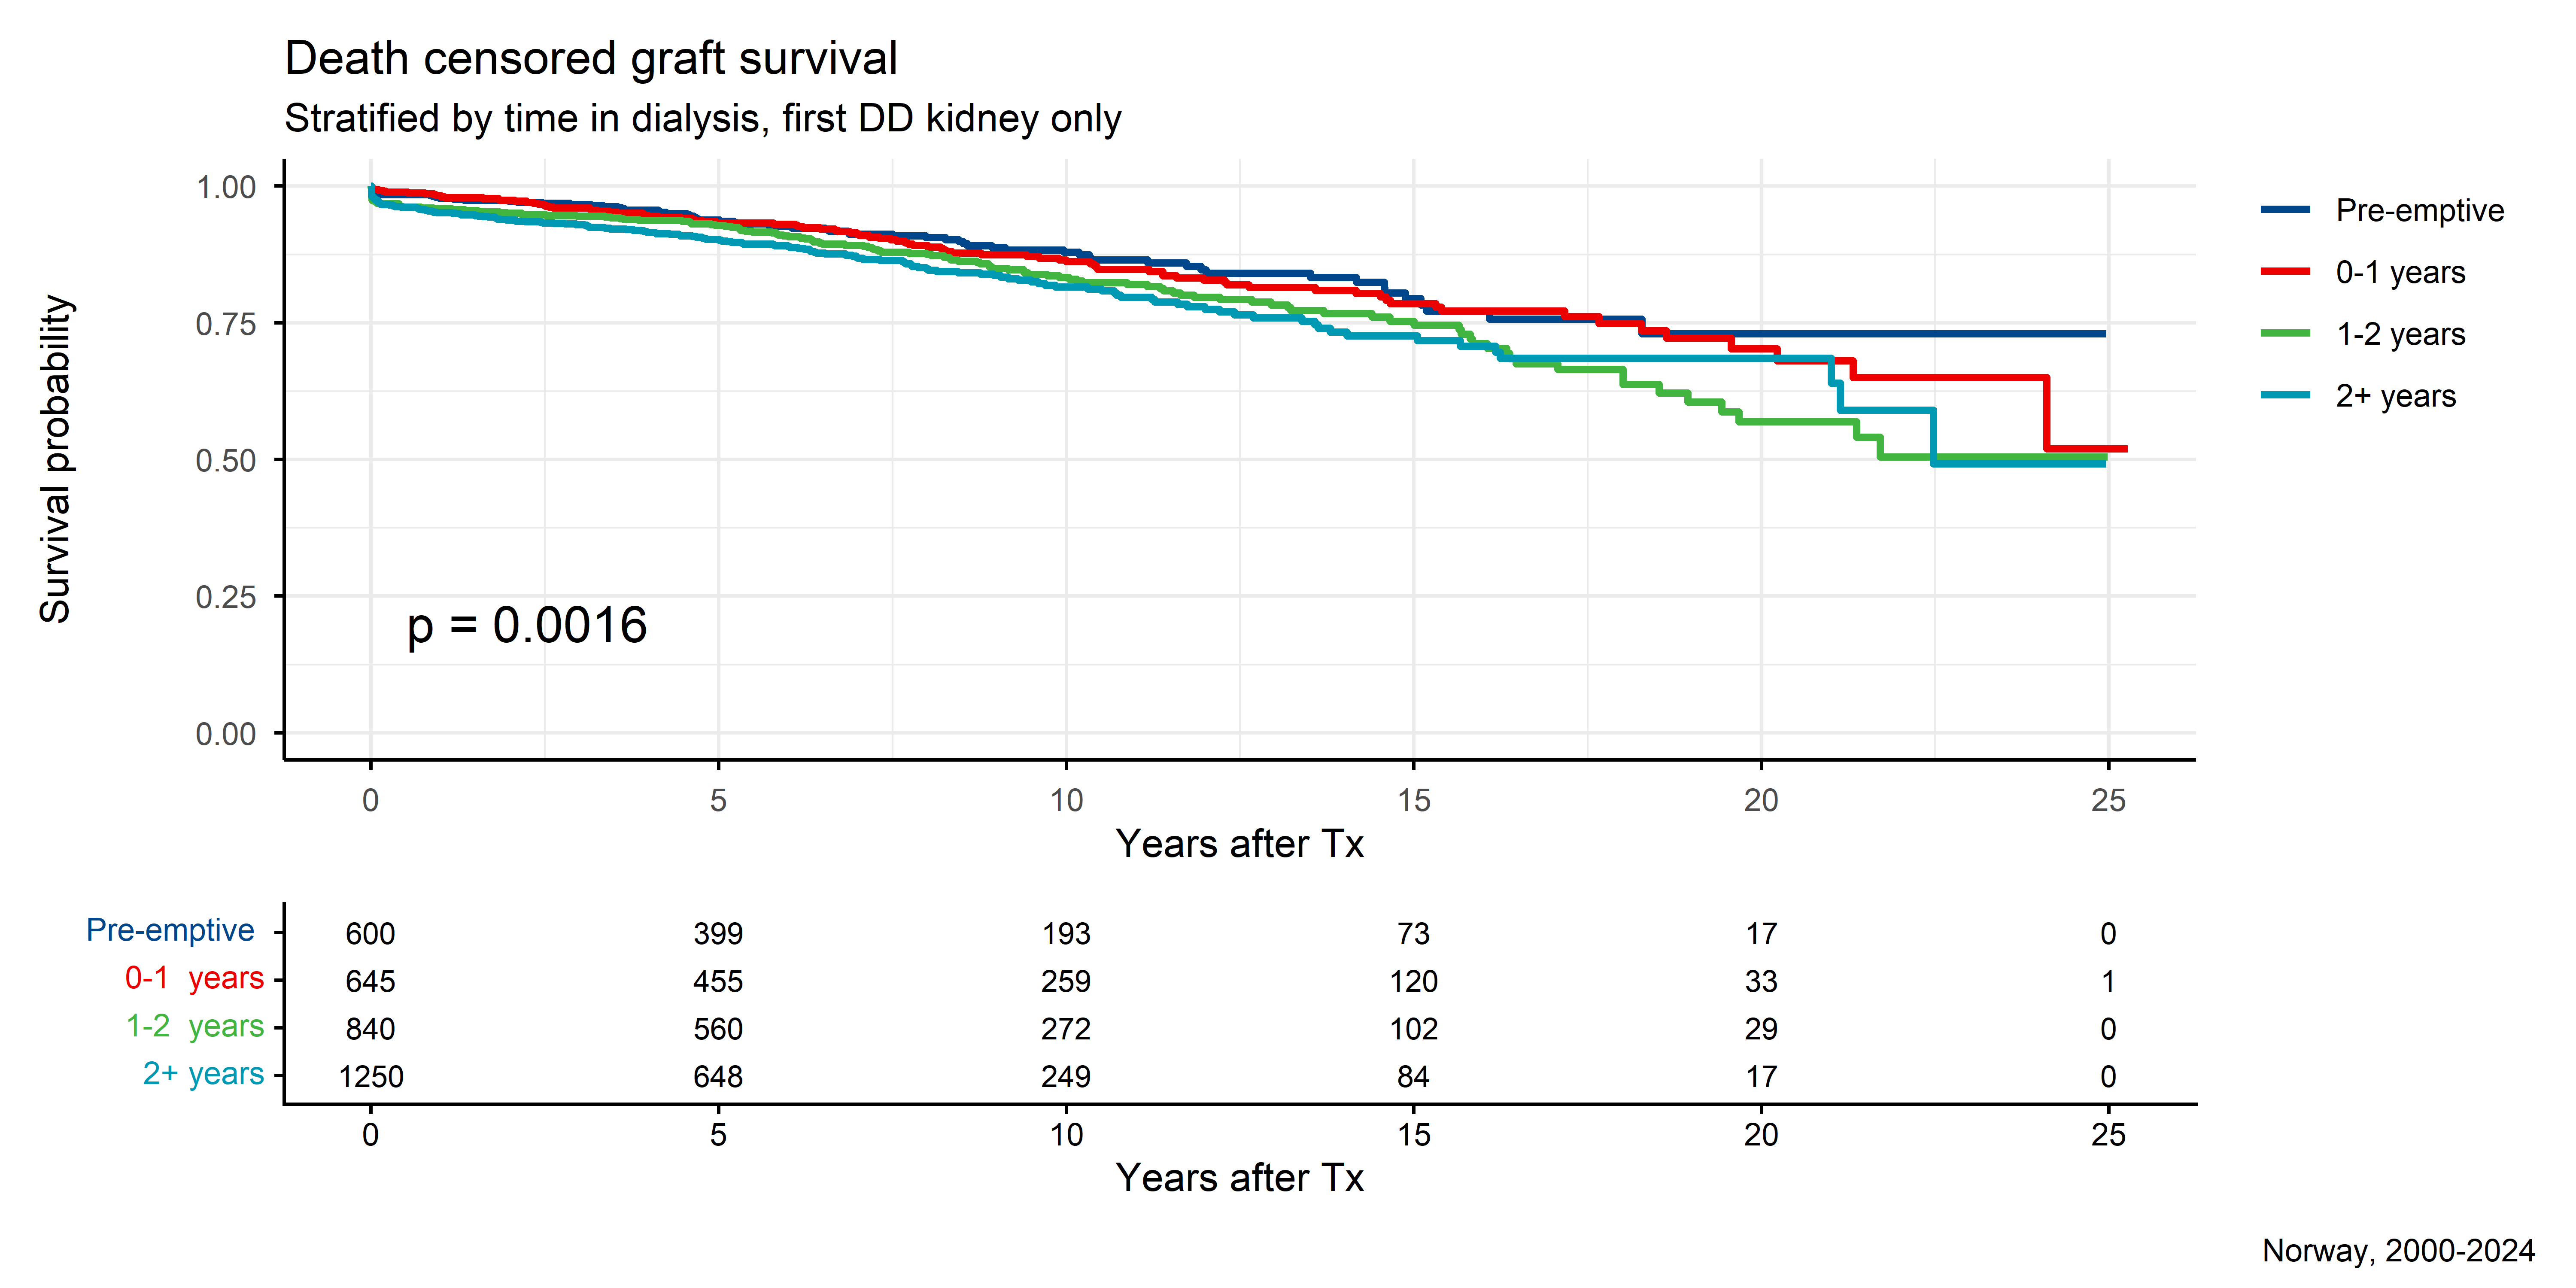 Death censored graft survival
Stratified by time in dialysis, first DD kidney only
Survival probability
1.00
0.75
0.50
0.25
0.00
p = 0.0016
0 5 10 15 20 25
Years after Tx
Pre-emptive
0-1 years
1-2 years
2+ years
Pre-emptive 600 399 193 73 17 0
0-1 years 645 455 259 120 33 1
1-2 years 840 560 272 102 29 0
2+ years 1250 648 249 84 17 0
0 5 10 15 20 25
Years after Tx
Norway, 2000-2024